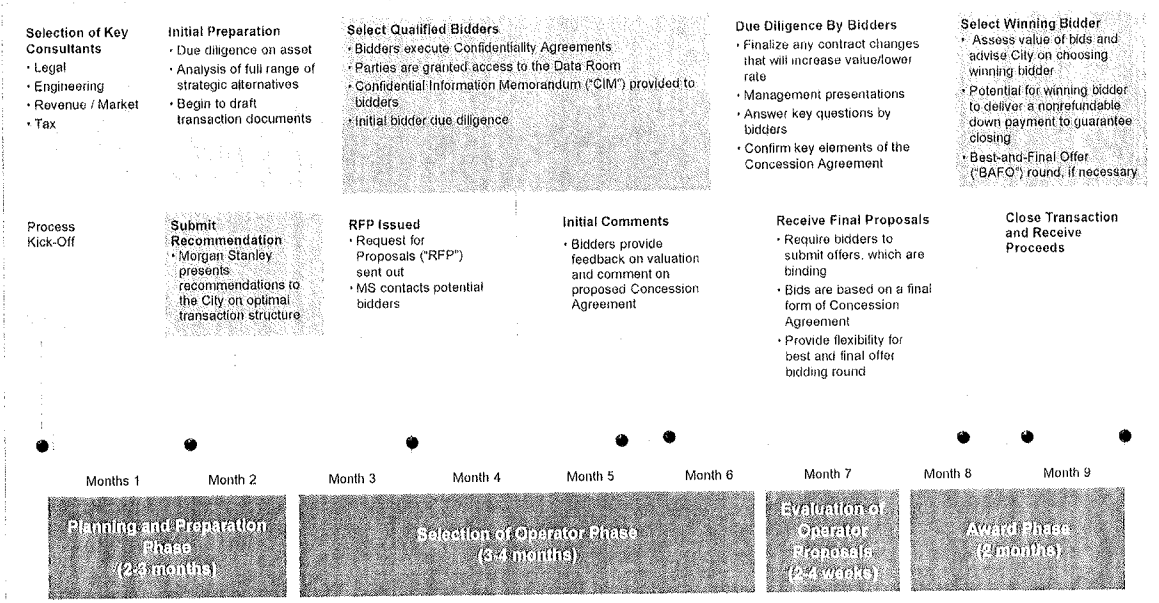 Selection of Key
Consultants
• Legal
• Engineering
• Revenue / Market
• Tax
Initial Preparation
• Due diligence on asset
• Analysis of full range of
strategic alternatives
• Begin to draft
transaction documents
Select Qualified Bidders
• Bidders execute Confidentiality Agreements
• Parties are granted access to the Data Room
• Confidential Information Memorandum ("CIM") provided to
bidders
• Initial bidder due diligence
Due Diligence By Bidders
• Finalize any contract changes
that will increase value/lower
rate
• Management presentations
• Answer key questions by
bidders
• Confirm key elements of the
Concession Agreement
Select Winning Bidder
• Assess value of bids and
advise City on choosing
winning bidder
• Potential for winning bidder
to deliver a nonrefundable
down payment to guarantee
closing
• Best-and-Final Offer
("BAFO") round, if necessary
Process
Kick-Off
Submit
Recommendation
• Morgan Stanley
presents
recommendations to
the City on optimal
transaction structure
RFP Issued
• Request for
Proposals ("RFP")
sent out
• MS contacts potential
bidders
Initial Comments
• Bidders provide
feedback on valuation
and comment on
proposed Concession
Agreement
Receive Final Proposals
• Require bidders to
submit offers, which are
binding
• Bids are based on a final
form of Concession
Agreement
• Provide flexibility for
best and final offer
bidding round
Close Transaction
and Receive
Proceeds
Months 1
Month 2
Month 3
Month 4
Month 5
Month 6
Month 7
Month 8
Month 9
Planning and Preparation
Phase
(2-3 months)
Selection of Operator Phase
(3-4 months)
Evaluation of
Operator
Proposals
(2-4 weeks)
Award Phase
(2 months)